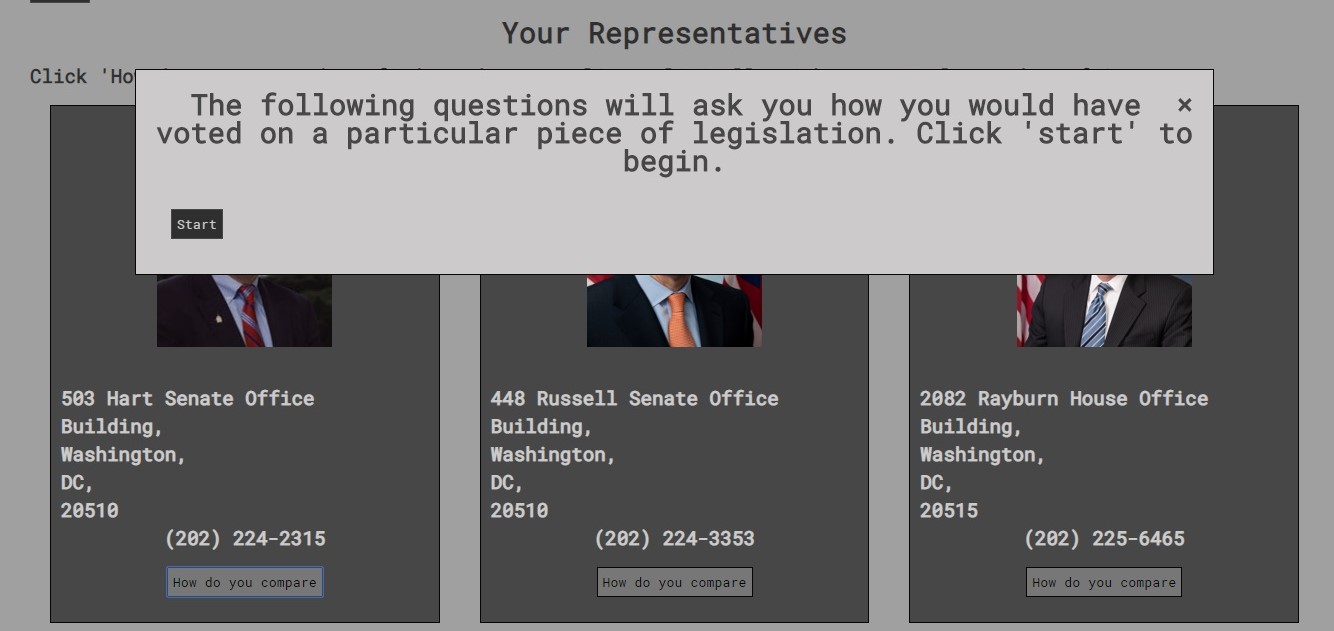 Your Representatives
Click 'Ho
The following questions will ask you how you would have ×
voted on a particular piece of legislation. Click 'start' to
begin.
Start
503 Hart Senate Office
Building,
Washington,
DC,
20510
(202) 224-2315
How do you compare
448 Russell Senate Office
Building,
Washington,
DC,
20510
(202) 224-3353
How do you compare
2082 Rayburn House Office
Building,
Washington,
DC,
20515
(202) 225-6465
How do you compare